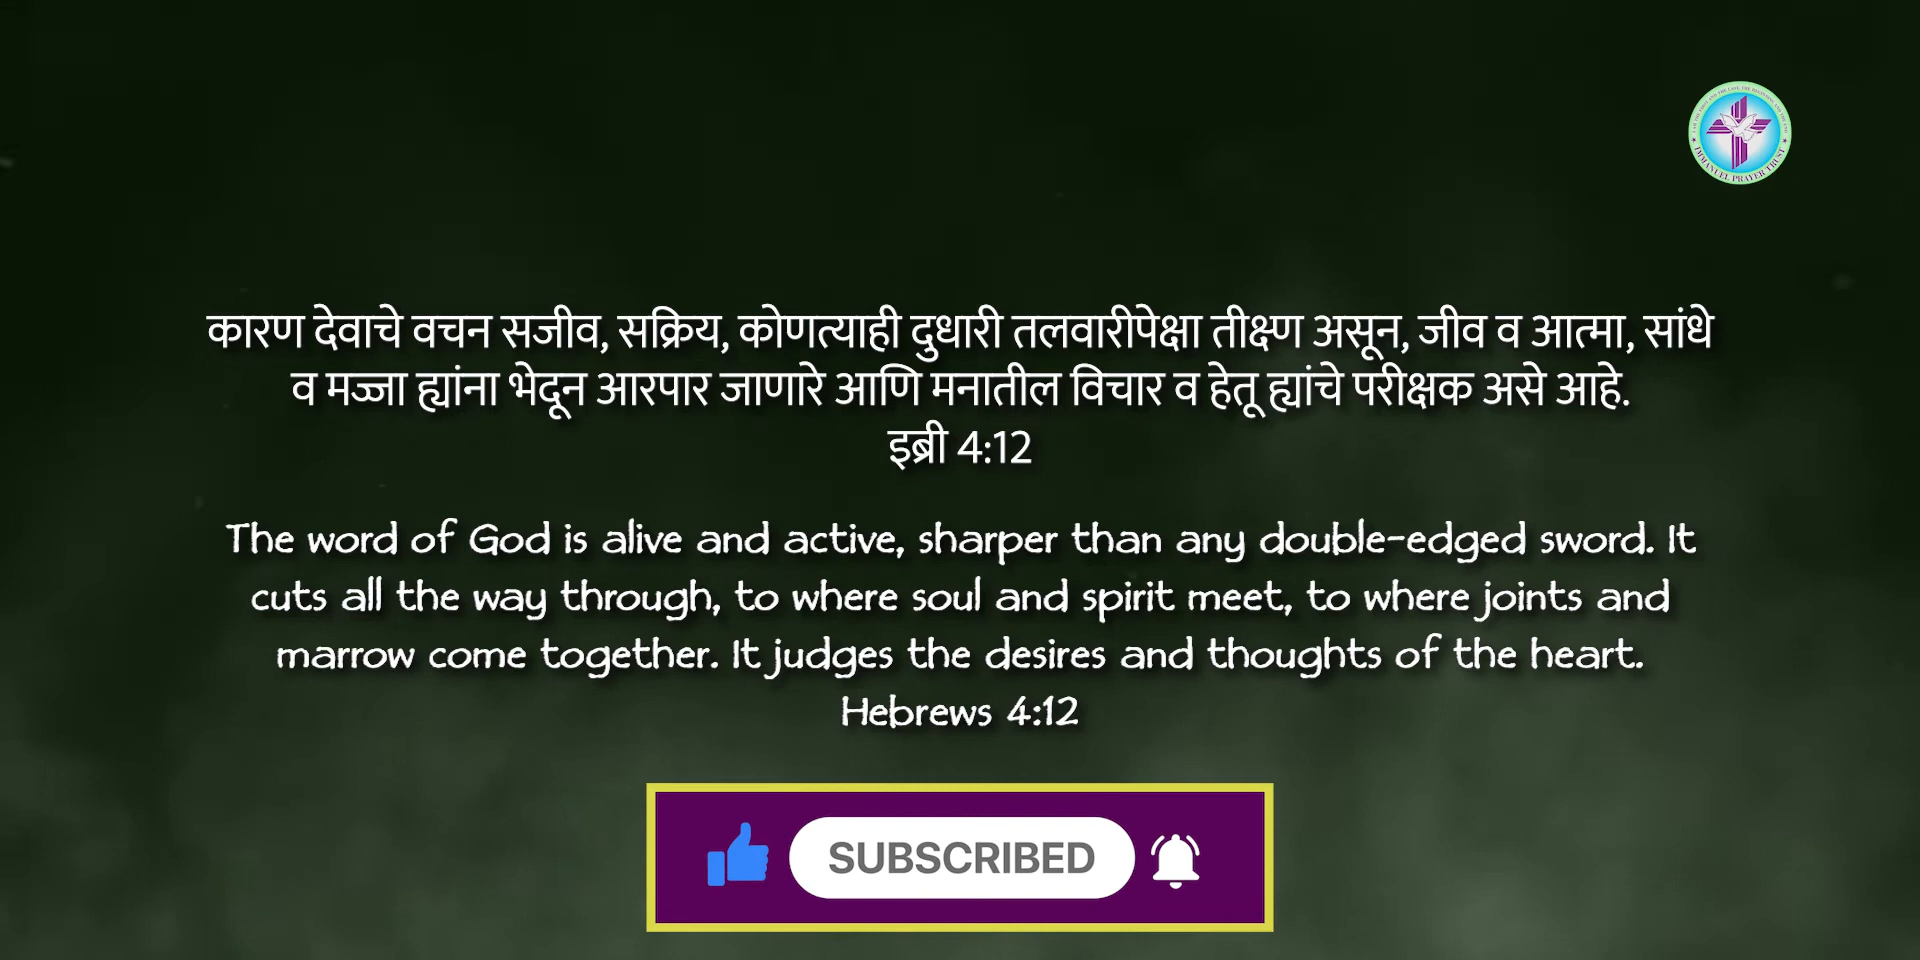 IMMANUEL PRAYER TRUST
कारण देवाचे वचन सजीव, सक्रिय, कोणत्याही दुधारी तलवारीपेक्षा तीक्ष्ण असून, जीव व आत्मा, सांधे
व मज्जा ह्यांना भेदून आरपार जाणारे आणि मनातील विचार व हेतू ह्यांचे परीक्षक असे आहे.
इब्री 4:12
The word of God is alive and active, sharper than any double-edged sword. It
cuts all the way through, to where soul and spirit meet, to where joints and
marrow come together. It judges the desires and thoughts of the heart.
Hebrews 4:12
SUBSCRIBED